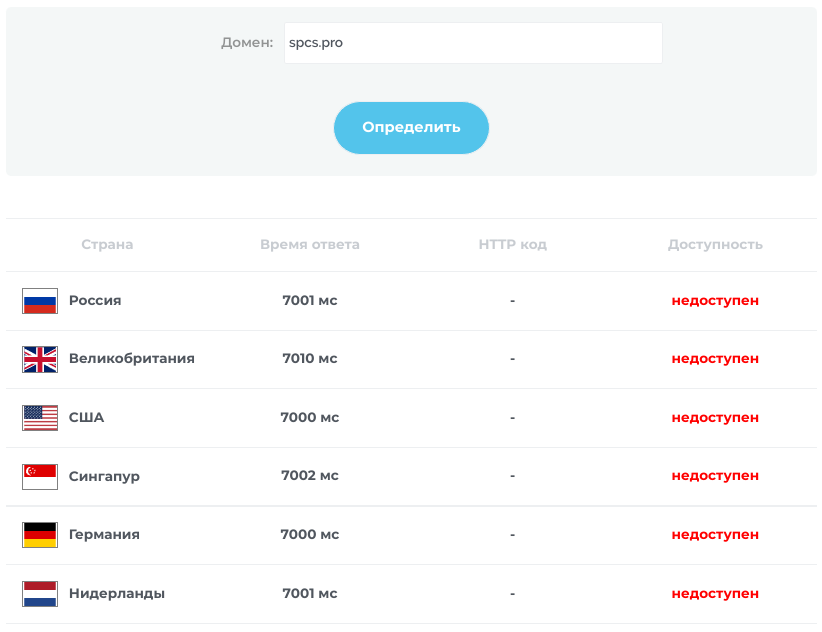 Домен: spcs.pro
Определить
Страна Время ответа HTTP код Доступность
Россия 7001 мс - недоступен
Великобритания 7010 мс - недоступен
США 7000 мс - недоступен
Сингапур 7002 мс - недоступен
Германия 7000 мс - недоступен
Нидерланды 7001 мс - недоступен